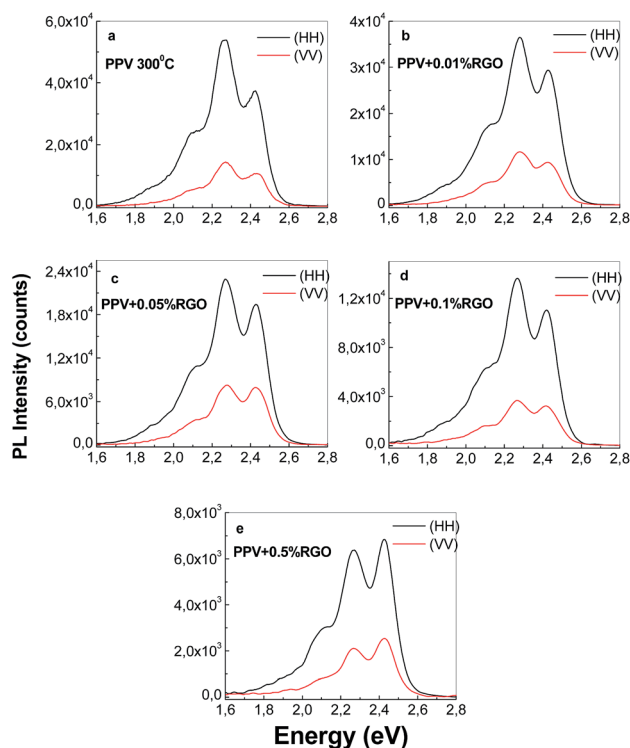 a
PPV 300⁰C
(HH)
(VV)
6,0x10⁴
4,0x10⁴
2,0x10⁴
0,0
1,6 1,8 2,0 2,2 2,4 2,6 2,8
b
PPV+0.01%RGO
(HH)
(VV)
4x10⁴
3x10⁴
2x10⁴
1x10⁴
0
1,6 1,8 2,0 2,2 2,4 2,6 2,8
c
PPV+0.05%RGO
(HH)
(VV)
2,4x10⁴
1,8x10⁴
1,2x10⁴
6,0x10³
0,0
1,6 1,8 2,0 2,2 2,4 2,6 2,8
d
PPV+0.1%RGO
(HH)
(VV)
1,2x10⁴
8,0x10³
4,0x10³
0,0
1,6 1,8 2,0 2,2 2,4 2,6 2,8
PL Intensity (counts)
e
PPV+0.5%RGO
(HH)
(VV)
8,0x10³
6,0x10³
4,0x10³
2,0x10³
0,0
1,6 1,8 2,0 2,2 2,4 2,6 2,8
Energy (eV)